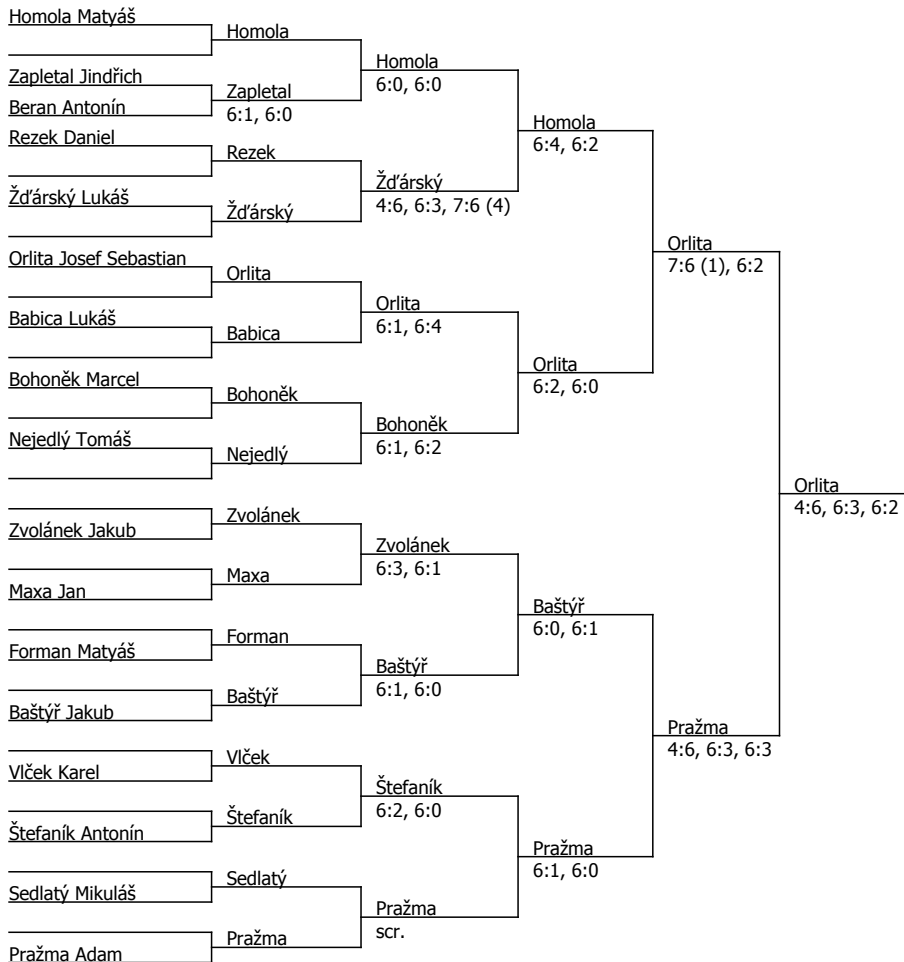 Homola Matyáš
Zapletal Jindřich
Beran Antonín
Rezek Daniel
Žďárský Lukáš
Orlita Josef Sebastian
Babica Lukáš
Bohoněk Marcel
Nejedlý Tomáš
Zvolánek Jakub
Maxa Jan
Forman Matyáš
Baštýř Jakub
Vlček Karel
Štefaník Antonín
Sedlatý Mikuláš
Pražma Adam
Homola
Zapletal
6:1, 6:0
Rezek
Žďárský
Orlita
Babica
Bohoněk
Nejedlý
Zvolánek
Maxa
Forman
Baštýř
Vlček
Štefaník
Sedlatý
Pražma
Homola
6:0, 6:0
Žďárský
4:6, 6:3, 7:6 (4)
Orlita
6:1, 6:4
Bohoněk
6:1, 6:2
Zvolánek
6:3, 6:1
Baštýř
6:1, 6:0
Štefaník
6:2, 6:0
Pražma
scr.
Homola
6:4, 6:2
Orlita
6:2, 6:0
Baštýř
6:0, 6:1
Pražma
6:1, 6:0
Orlita
7:6 (1), 6:2
Pražma
4:6, 6:3, 6:3
Orlita
4:6, 6:3, 6:2